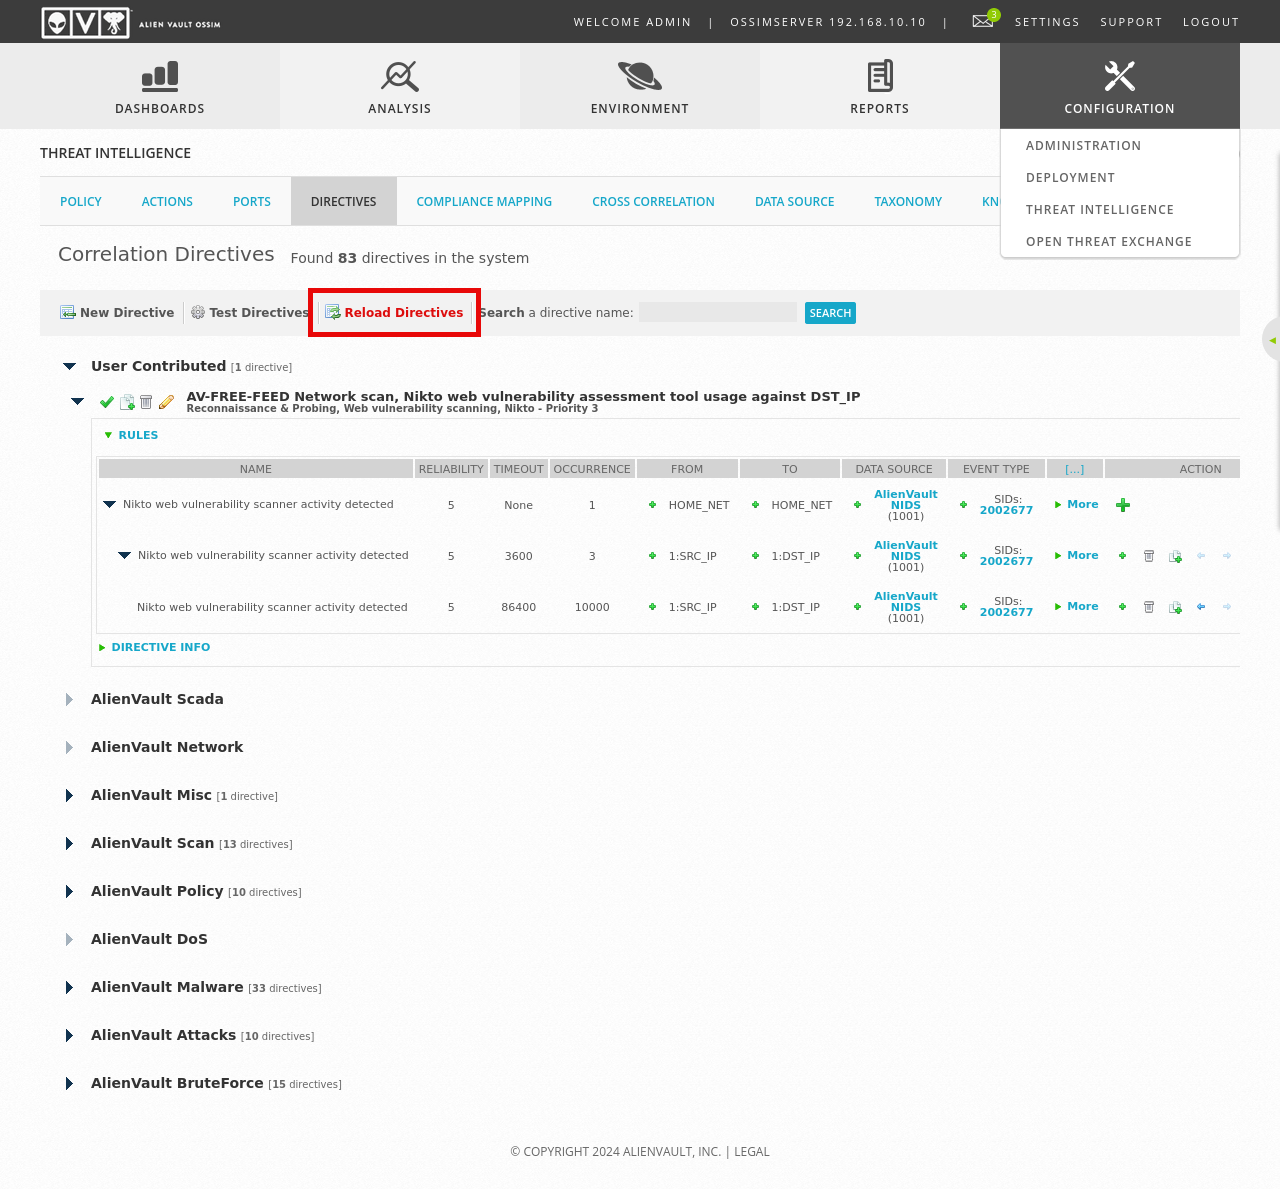 ALIEN VAULT OSSIM
WELCOME ADMIN | OSSIMSERVER 192.168.10.10 | 3 SETTINGS SUPPORT LOGOUT
DASHBOARDS ANALYSIS ENVIRONMENT REPORTS CONFIGURATION
ADMINISTRATION
DEPLOYMENT
THREAT INTELLIGENCE
OPEN THREAT EXCHANGE
THREAT INTELLIGENCE
POLICY ACTIONS PORTS DIRECTIVES COMPLIANCE MAPPING CROSS CORRELATION DATA SOURCE TAXONOMY KN
Correlation Directives Found 83 directives in the system
New Directive Test Directives Reload Directives Search a directive name: SEARCH
User Contributed [1 directive]
AV-FREE-FEED Network scan, Nikto web vulnerability assessment tool usage against DST_IP
Reconnaissance & Probing, Web vulnerability scanning, Nikto - Priority 3
RULES
NAME RELIABILITY TIMEOUT OCCURRENCE FROM TO DATA SOURCE EVENT TYPE [...] ACTION
Nikto web vulnerability scanner activity detected 5 None 1 HOME_NET HOME_NET AlienVault NIDS (1001) SIDs: 2002677 More
Nikto web vulnerability scanner activity detected 5 3600 3 1:SRC_IP 1:DST_IP AlienVault NIDS (1001) SIDs: 2002677 More
Nikto web vulnerability scanner activity detected 5 86400 10000 1:SRC_IP 1:DST_IP AlienVault NIDS (1001) SIDs: 2002677 More
DIRECTIVE INFO
AlienVault Scada
AlienVault Network
AlienVault Misc [1 directive]
AlienVault Scan [13 directives]
AlienVault Policy [10 directives]
AlienVault DoS
AlienVault Malware [33 directives]
AlienVault Attacks [10 directives]
AlienVault BruteForce [15 directives]
© COPYRIGHT 2024 ALIENVAULT, INC. | LEGAL